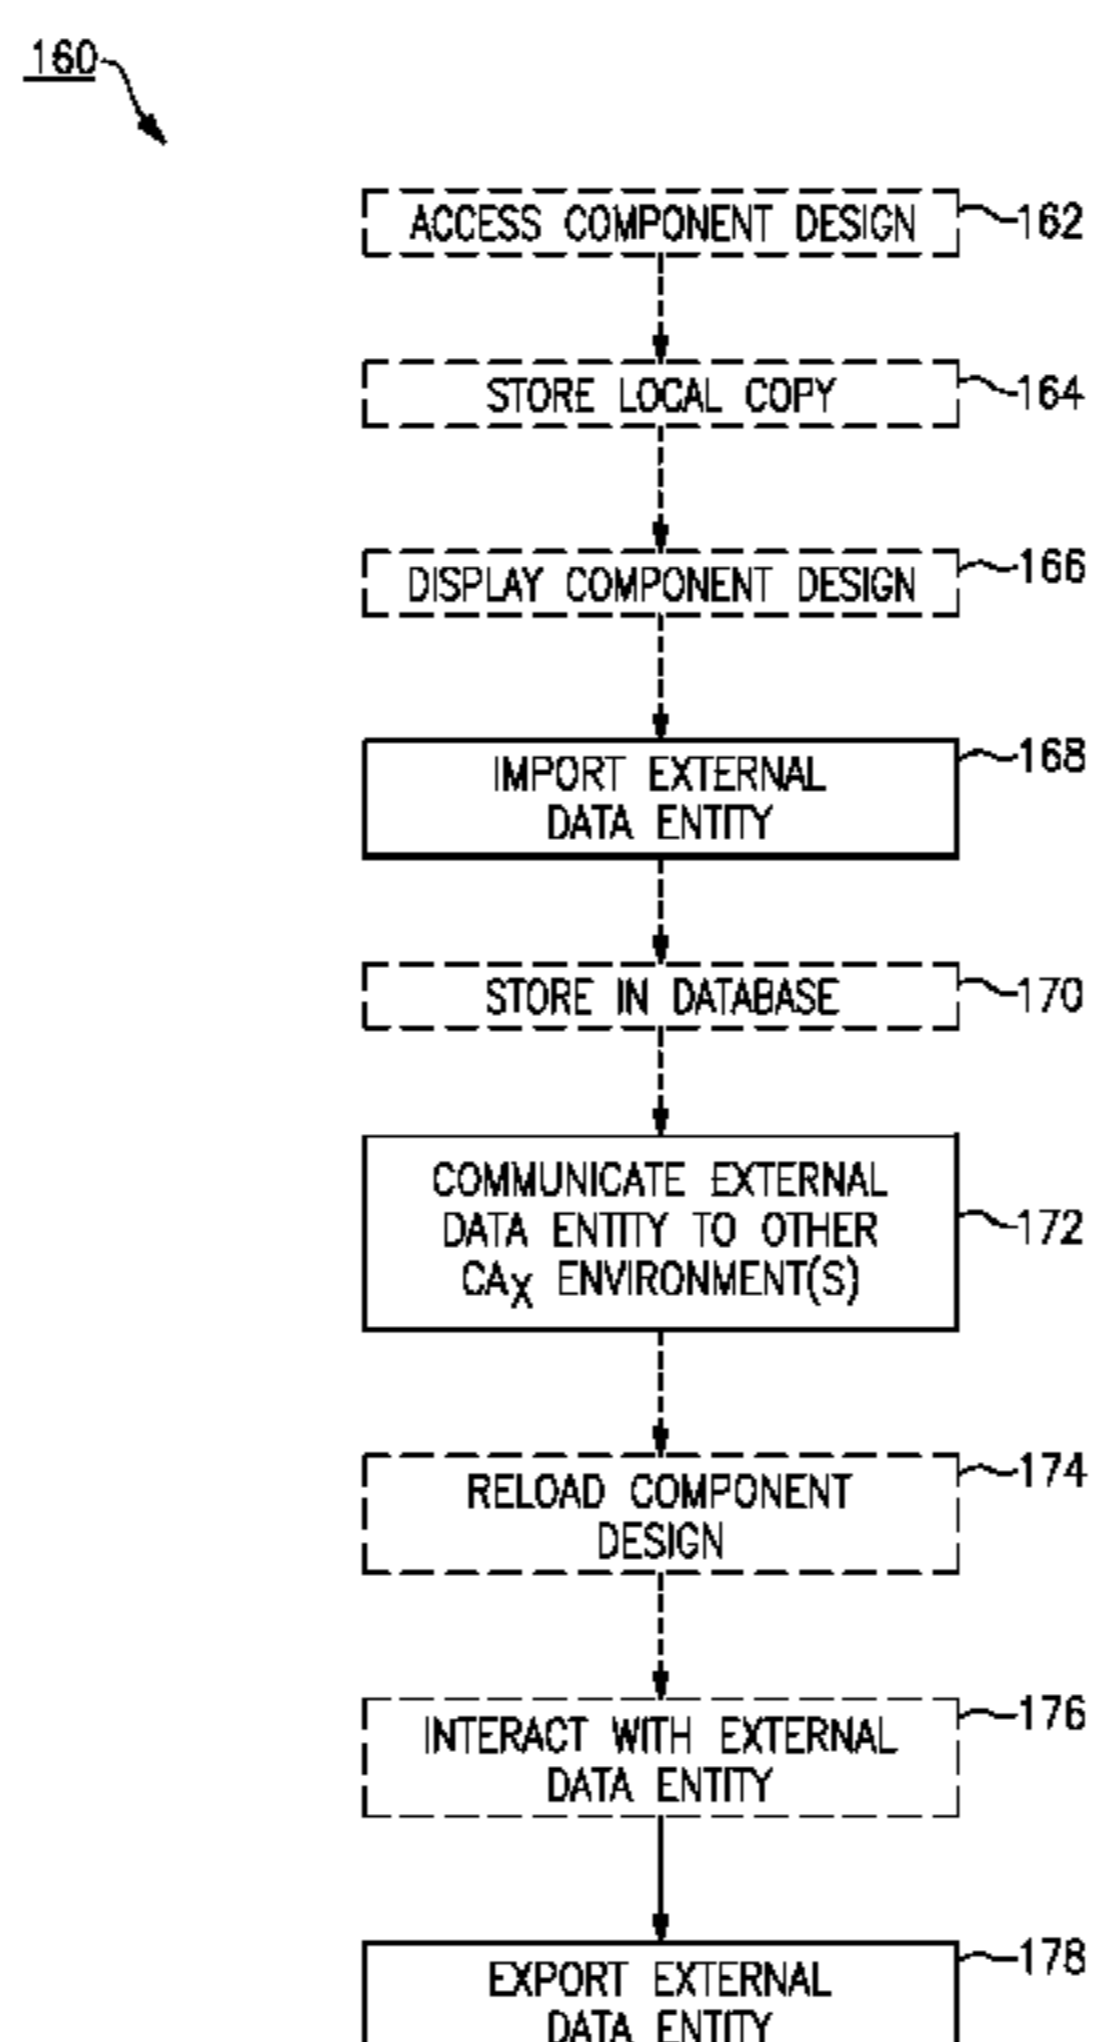 160
ACCESS COMPONENT DESIGN
162
STORE LOCAL COPY
164
DISPLAY COMPONENT DESIGN
166
IMPORT EXTERNAL
DATA ENTITY
168
STORE IN DATABASE
170
COMMUNICATE EXTERNAL
DATA ENTITY TO OTHER
CAX ENVIRONMENT(S)
172
RELOAD COMPONENT
DESIGN
174
INTERACT WITH EXTERNAL
DATA ENTITY
176
EXPORT EXTERNAL
DATA ENTITY
178